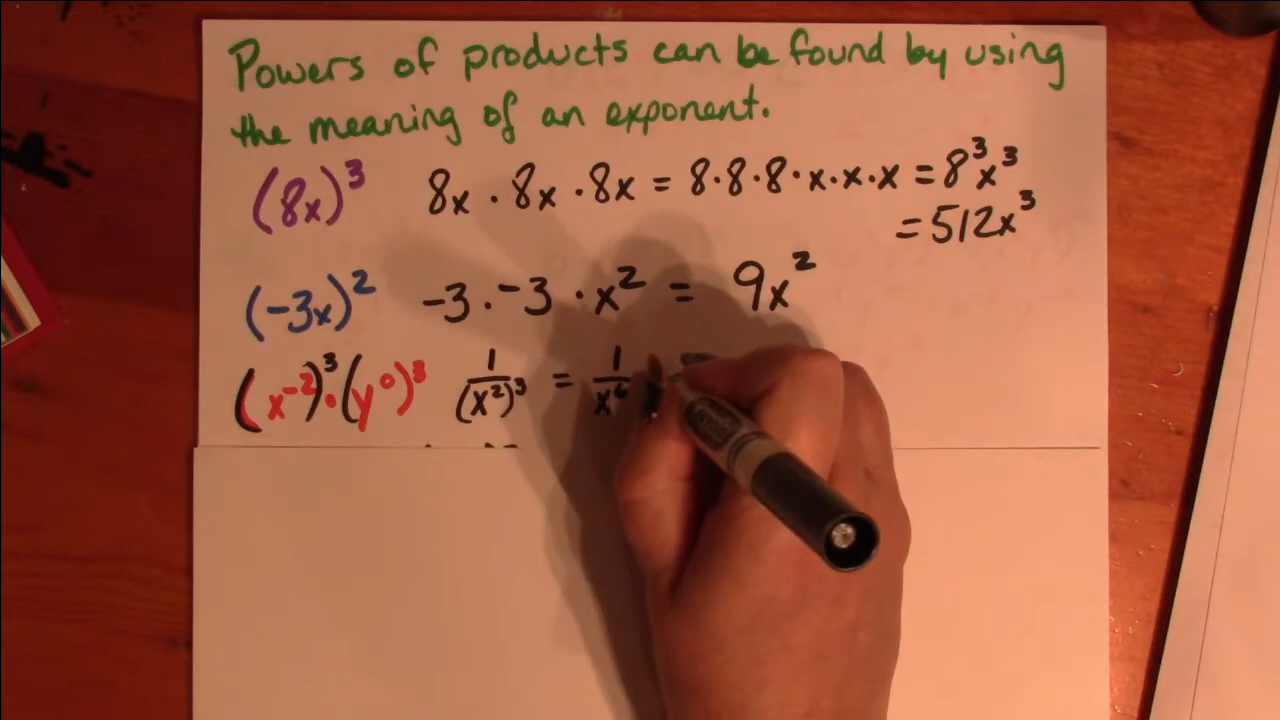 Powers of products can be found by using
the meaning of an exponent.
(8x)³ 8x · 8x · 8x = 8·8·8·x·x·x = 8³x³
= 512x³
(-3x)² -3 · -3 · x² = 9x²
(x⁻²)³·(y⁰)³ 1/(x²)³ = 1/x⁶